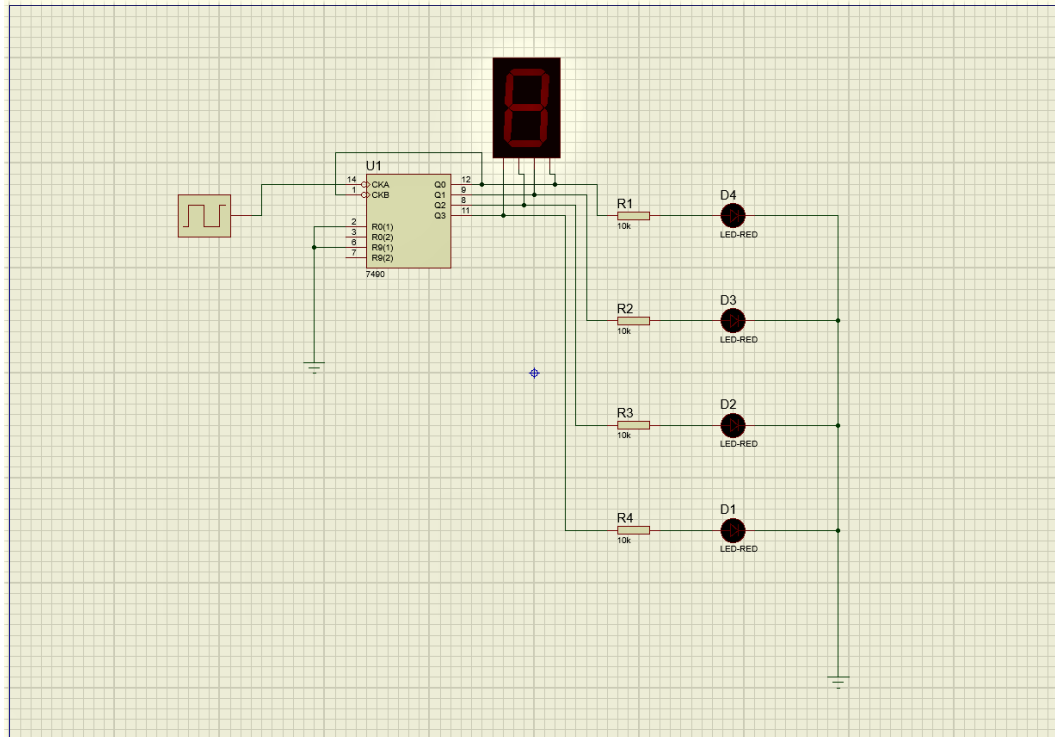 U1
14 CKA Q0 12
1 CKB Q1 9
Q2 8
Q3 11
2 R0(1)
3 R0(2)
6 R9(1)
7 R9(2)
7490
R1
10k
D4
LED-RED
R2
10k
D3
LED-RED
R3
10k
D2
LED-RED
R4
10k
D1
LED-RED